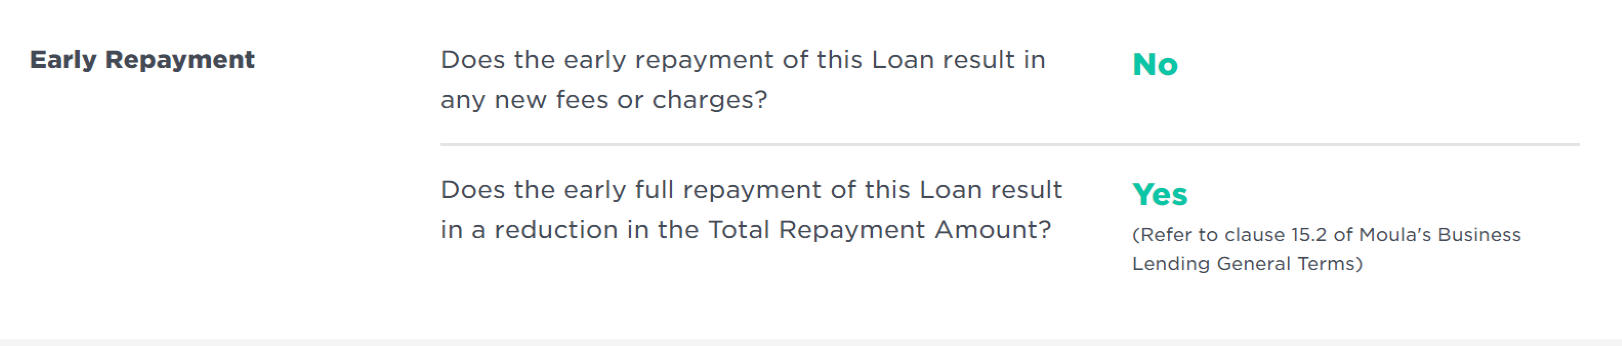 Early Repayment
Does the early repayment of this Loan result in
any new fees or charges?
No
Does the early full repayment of this Loan result
in a reduction in the Total Repayment Amount?
Yes
(Refer to clause 15.2 of Moula's Business
Lending General Terms)